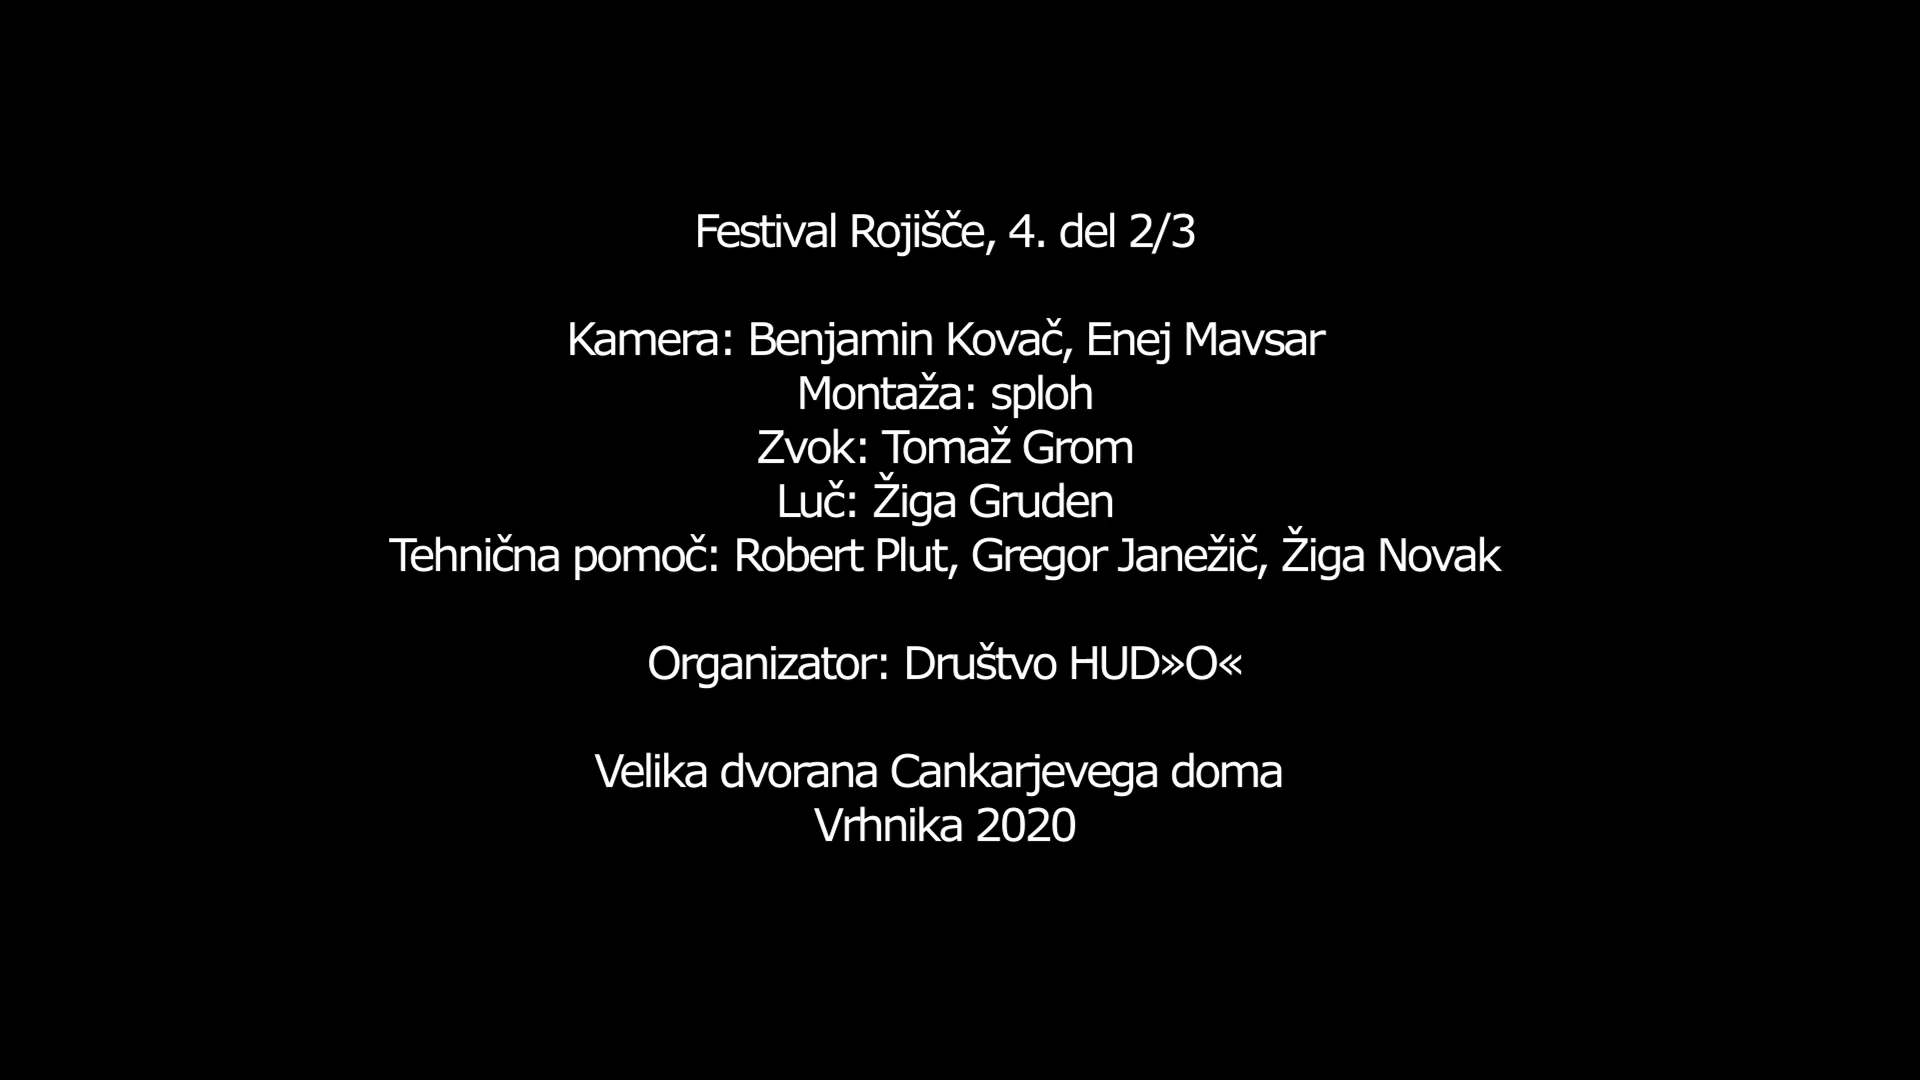 Festival Rojišče, 4. del 2/3
Kamera: Benjamin Kovač, Enej Mavsar
Montaža: sploh
Zvok: Tomaž Grom
Luč: Žiga Gruden
Tehnična pomoč: Robert Plut, Gregor Janežič, Žiga Novak
Organizator: Društvo HUD»O«
Velika dvorana Cankarjevega doma
Vrhnika 2020